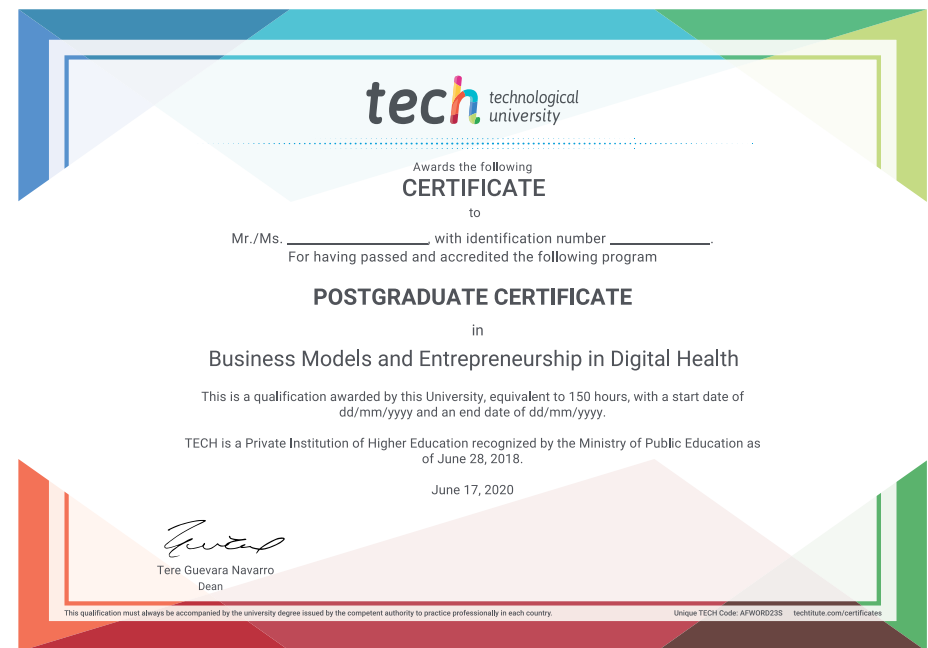 tech technological
university
Awards the following
CERTIFICATE
to
Mr./Ms. ____________________, with identification number ______________.
For having passed and accredited the following program
POSTGRADUATE CERTIFICATE
in
Business Models and Entrepreneurship in Digital Health
This is a qualification awarded by this University, equivalent to 150 hours, with a start date of
dd/mm/yyyy and an end date of dd/mm/yyyy.
TECH is a Private Institution of Higher Education recognized by the Ministry of Public Education as
of June 28, 2018.
June 17, 2020
Tere Guevara Navarro
Dean
This qualification must always be accompanied by the university degree issued by the competent authority to practice professionally in each country.
Unique TECH Code: AFWORD23S techtitute.com/certificates